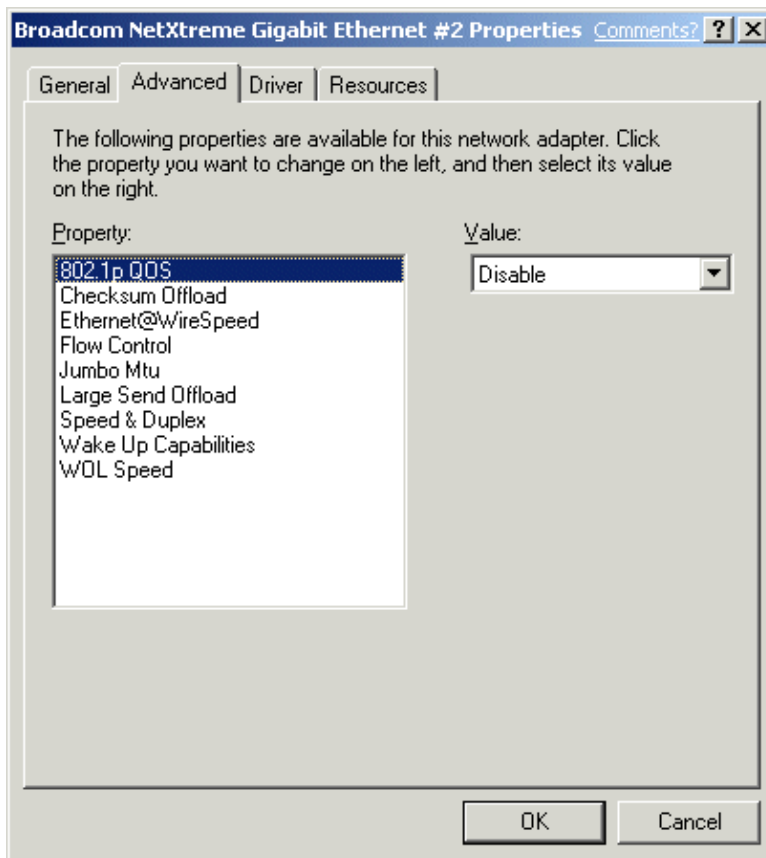 Broadcom NetXtreme Gigabit Ethernet #2 Properties Comments? ? X
General Advanced Driver Resources
The following properties are available for this network adapter. Click
the property you want to change on the left, and then select its value
on the right.
Property: Value:
802.1p QOS Disable
Checksum Offload
Ethernet@WireSpeed
Flow Control
Jumbo Mtu
Large Send Offload
Speed & Duplex
Wake Up Capabilities
WOL Speed
OK Cancel